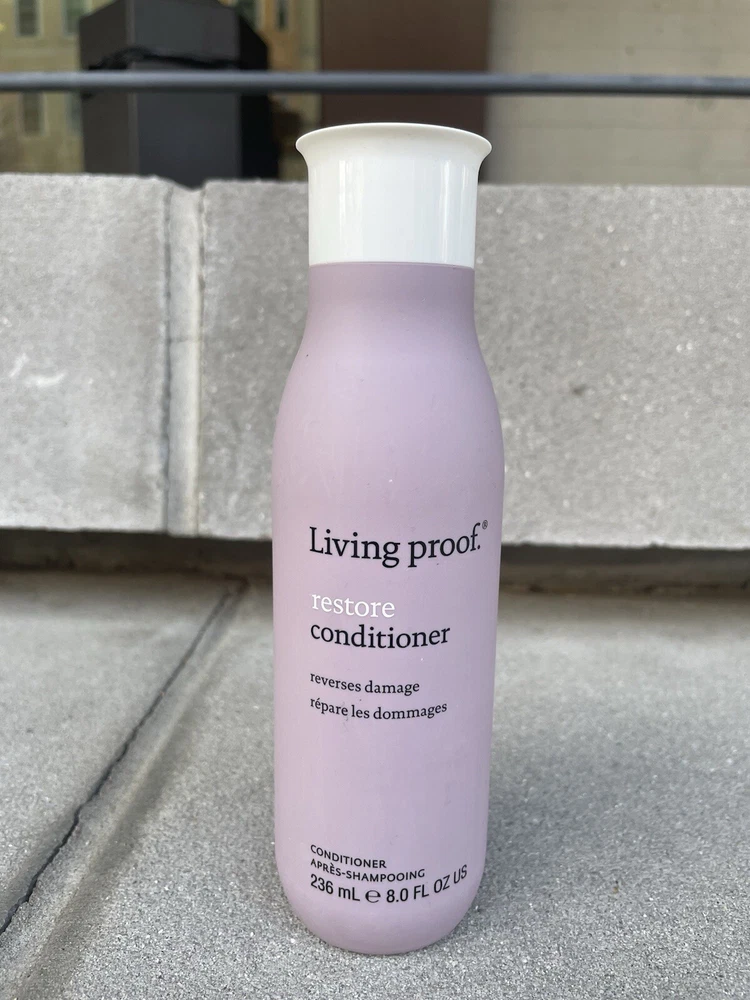 Living proof.®
restore
conditioner
reverses damage
répare les dommages
CONDITIONER
APRÈS-SHAMPOOING
236 mL ℮ 8.0 FL OZ US